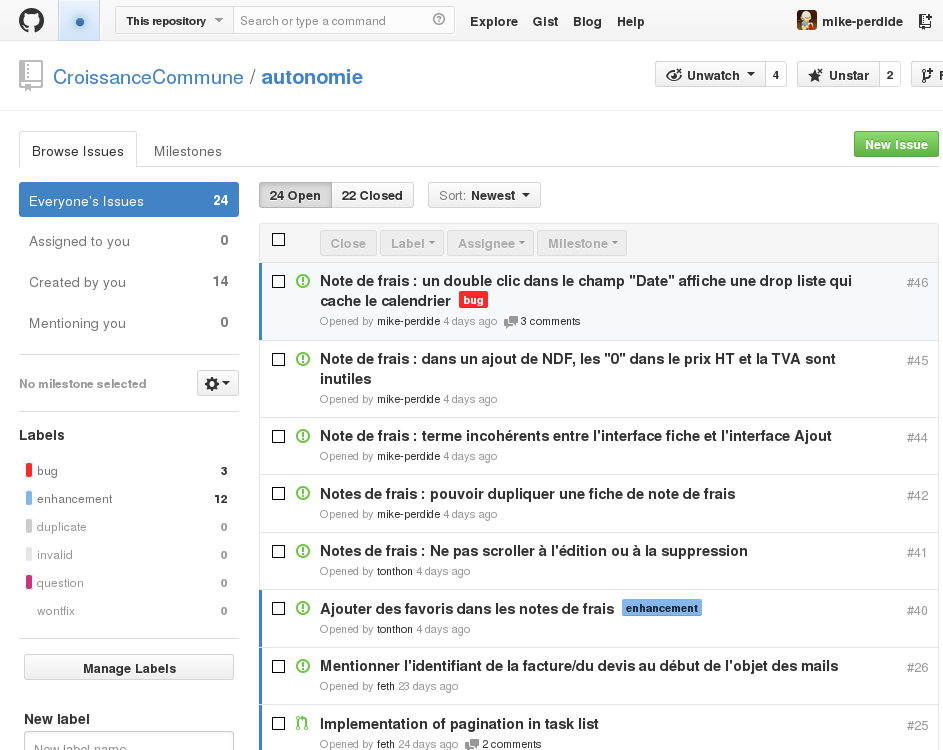 This repository Search or type a command Explore Gist Blog Help mike-perdide
CroissanceCommune / autonomie Unwatch 4 Unstar 2
Browse Issues Milestones New Issue
Everyone's Issues 24
Assigned to you 0
Created by you 14
Mentioning you 0
No milestone selected
Labels
bug 3
enhancement 12
duplicate 0
invalid 0
question 0
wontfix 0
Manage Labels
New label
New label name
24 Open 22 Closed Sort: Newest
Close Label Assignee Milestone
Note de frais : un double clic dans le champ "Date" affiche une drop liste qui #46
cache le calendrier bug
Opened by mike-perdide 4 days ago 3 comments
Note de frais : dans un ajout de NDF, les "0" dans le prix HT et la TVA sont #45
inutiles
Opened by mike-perdide 4 days ago
Note de frais : terme incohérents entre l'interface fiche et l'interface Ajout #44
Opened by mike-perdide 4 days ago
Notes de frais : pouvoir dupliquer une fiche de note de frais #42
Opened by mike-perdide 4 days ago
Notes de frais : Ne pas scroller à l'édition ou à la suppression #41
Opened by tonthon 4 days ago
Ajouter des favoris dans les notes de frais enhancement #40
Opened by tonthon 4 days ago
Mentionner l'identifiant de la facture/du devis au début de l'objet des mails #26
Opened by feth 23 days ago
Implementation of pagination in task list #25
Opened by feth 24 days ago 2 comments